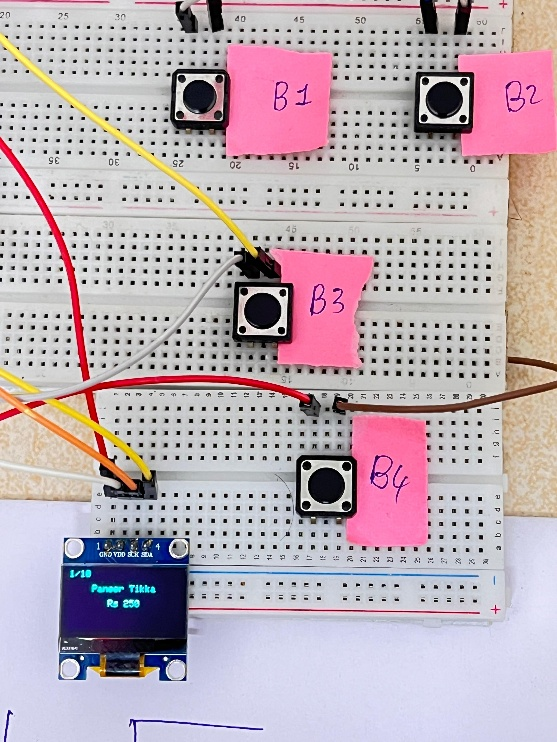 B1
B2
B3
B4
GND VDD SCK SDA
1/10
Paneer Tikka
Rs 250